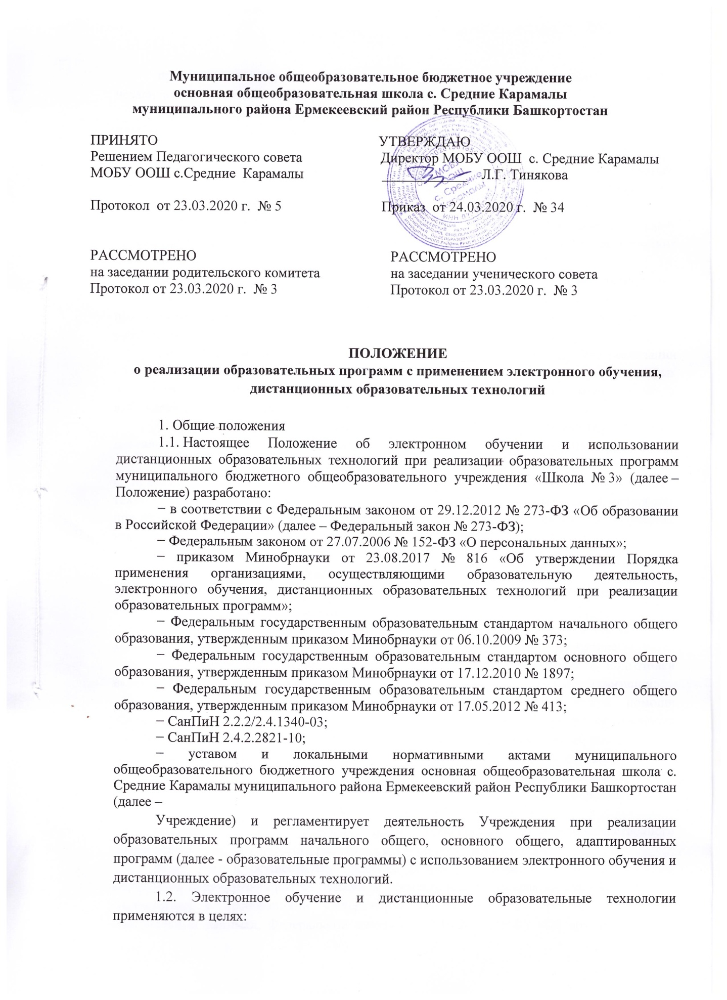 Муниципальное общеобразовательное бюджетное учреждение
основная общеобразовательная школа с. Средние Карамалы
муниципального района Ермекеевский район Республики Башкортостан
ПРИНЯТО
Решением Педагогического совета
МОБУ ООШ с.Средние Карамалы
Протокол от 23.03.2020 г. № 5
УТВЕРЖДАЮ
Директор МОБУ ООШ с. Средние Карамалы
____________ Л.Г. Тинякова
Приказ от 24.03.2020 г. № 34
МОБУ
ООШ
с. Средние
Карамалы
РАССМОТРЕНО
на заседании родительского комитета
Протокол от 23.03.2020 г. № 3
РАССМОТРЕНО
на заседании ученического совета
Протокол от 23.03.2020 г. № 3
ПОЛОЖЕНИЕ
о реализации образовательных программ с применением электронного обучения,
дистанционных образовательных технологий
1. Общие положения
1.1. Настоящее Положение об электронном обучении и использовании
дистанционных образовательных технологий при реализации образовательных программ
муниципального бюджетного общеобразовательного учреждения «Школа № 3» (далее –
Положение) разработано:
− в соответствии с Федеральным законом от 29.12.2012 № 273-ФЗ «Об образовании
в Российской Федерации» (далее – Федеральный закон № 273-ФЗ);
− Федеральным законом от 27.07.2006 № 152-ФЗ «О персональных данных»;
− приказом Минобрнауки от 23.08.2017 № 816 «Об утверждении Порядка
применения организациями, осуществляющими образовательную деятельность,
электронного обучения, дистанционных образовательных технологий при реализации
образовательных программ»;
− Федеральным государственным образовательным стандартом начального общего
образования, утвержденным приказом Минобрнауки от 06.10.2009 № 373;
− Федеральным государственным образовательным стандартом основного общего
образования, утвержденным приказом Минобрнауки от 17.12.2010 № 1897;
− Федеральным государственным образовательным стандартом среднего общего
образования, утвержденным приказом Минобрнауки от 17.05.2012 № 413;
− СанПиН 2.2.2/2.4.1340-03;
− СанПиН 2.4.2.2821-10;
− уставом и локальными нормативными актами муниципального
общеобразовательного бюджетного учреждения основная общеобразовательная школа с.
Средние Карамалы муниципального района Ермекеевский район Республики Башкортостан
(далее –
Учреждение) и регламентирует деятельность Учреждения при реализации
образовательных программ начального общего, основного общего, адаптированных
программ (далее - образовательные программы) с использованием электронного обучения и
дистанционных образовательных технологий.
1.2. Электронное обучение и дистанционные образовательные технологии
применяются в целях: